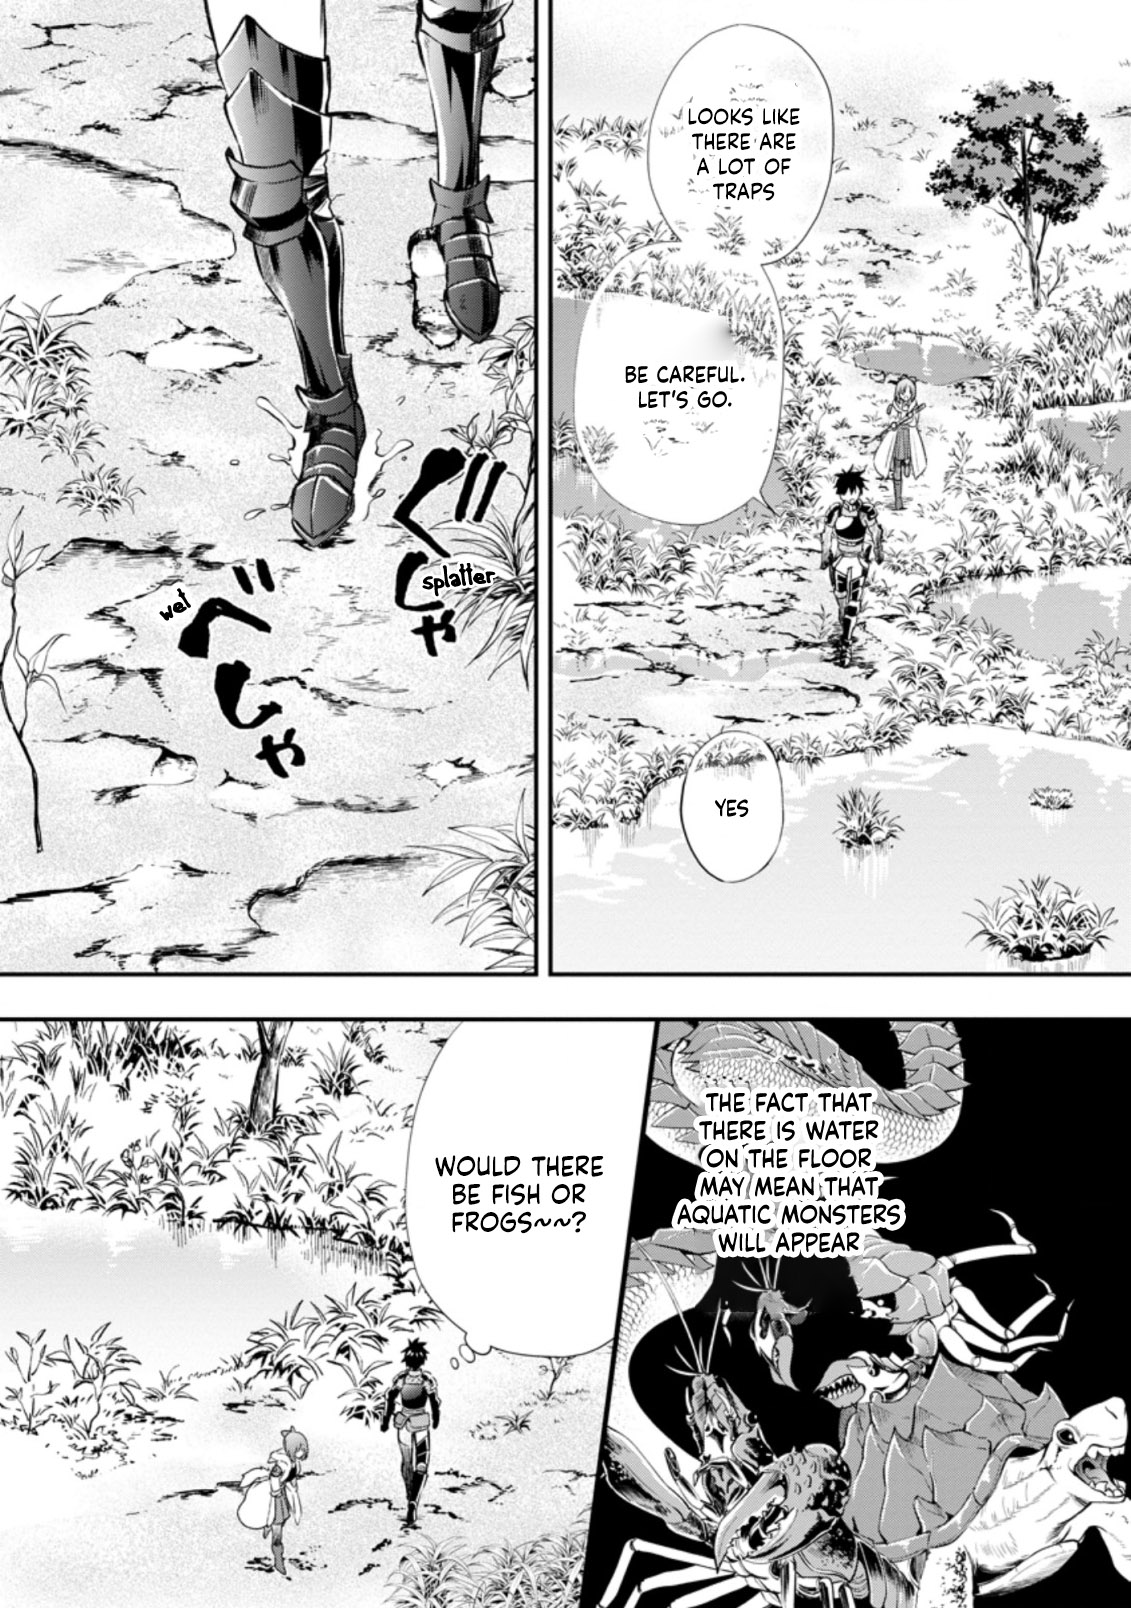 LOOKS LIKE
THERE ARE
A LOT OF
TRAPS
BE CAREFUL.
LET'S GO.
YES
ぐ゛しゃ
splatter
べしゃ
wet
THE FACT THAT
THERE IS WATER
ON THE FLOOR
MAY MEAN THAT
AQUATIC MONSTERS
WILL APPEAR
WOULD THERE
BE FISH OR
FROGS~~?